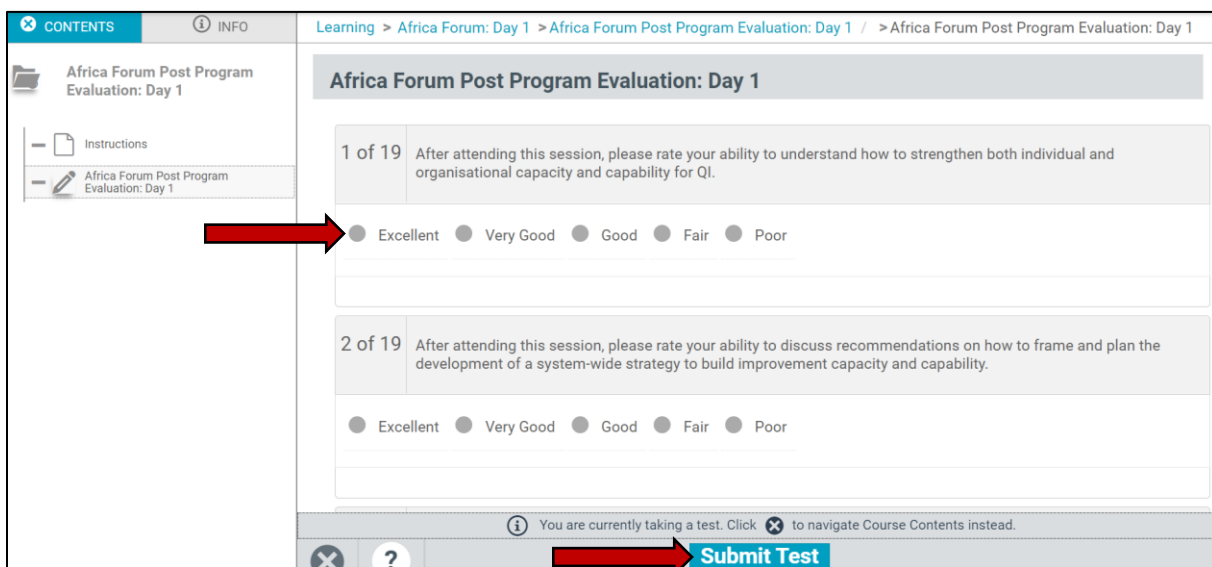 CONTENTS
INFO
Learning > Africa Forum: Day 1 >Africa Forum Post Program Evaluation: Day 1 / >Africa Forum Post Program Evaluation: Day 1
Africa Forum Post Program
Evaluation: Day 1
Instructions
Africa Forum Post Program
Evaluation: Day 1
Africa Forum Post Program Evaluation: Day 1
1 of 19 After attending this session, please rate your ability to understand how to strengthen both individual and
organisational capacity and capability for QI.
Excellent Very Good Good Fair Poor
2 of 19 After attending this session, please rate your ability to discuss recommendations on how to frame and plan the
development of a system-wide strategy to build improvement capacity and capability.
Excellent Very Good Good Fair Poor
You are currently taking a test. Click to navigate Course Contents instead.
?
Submit Test